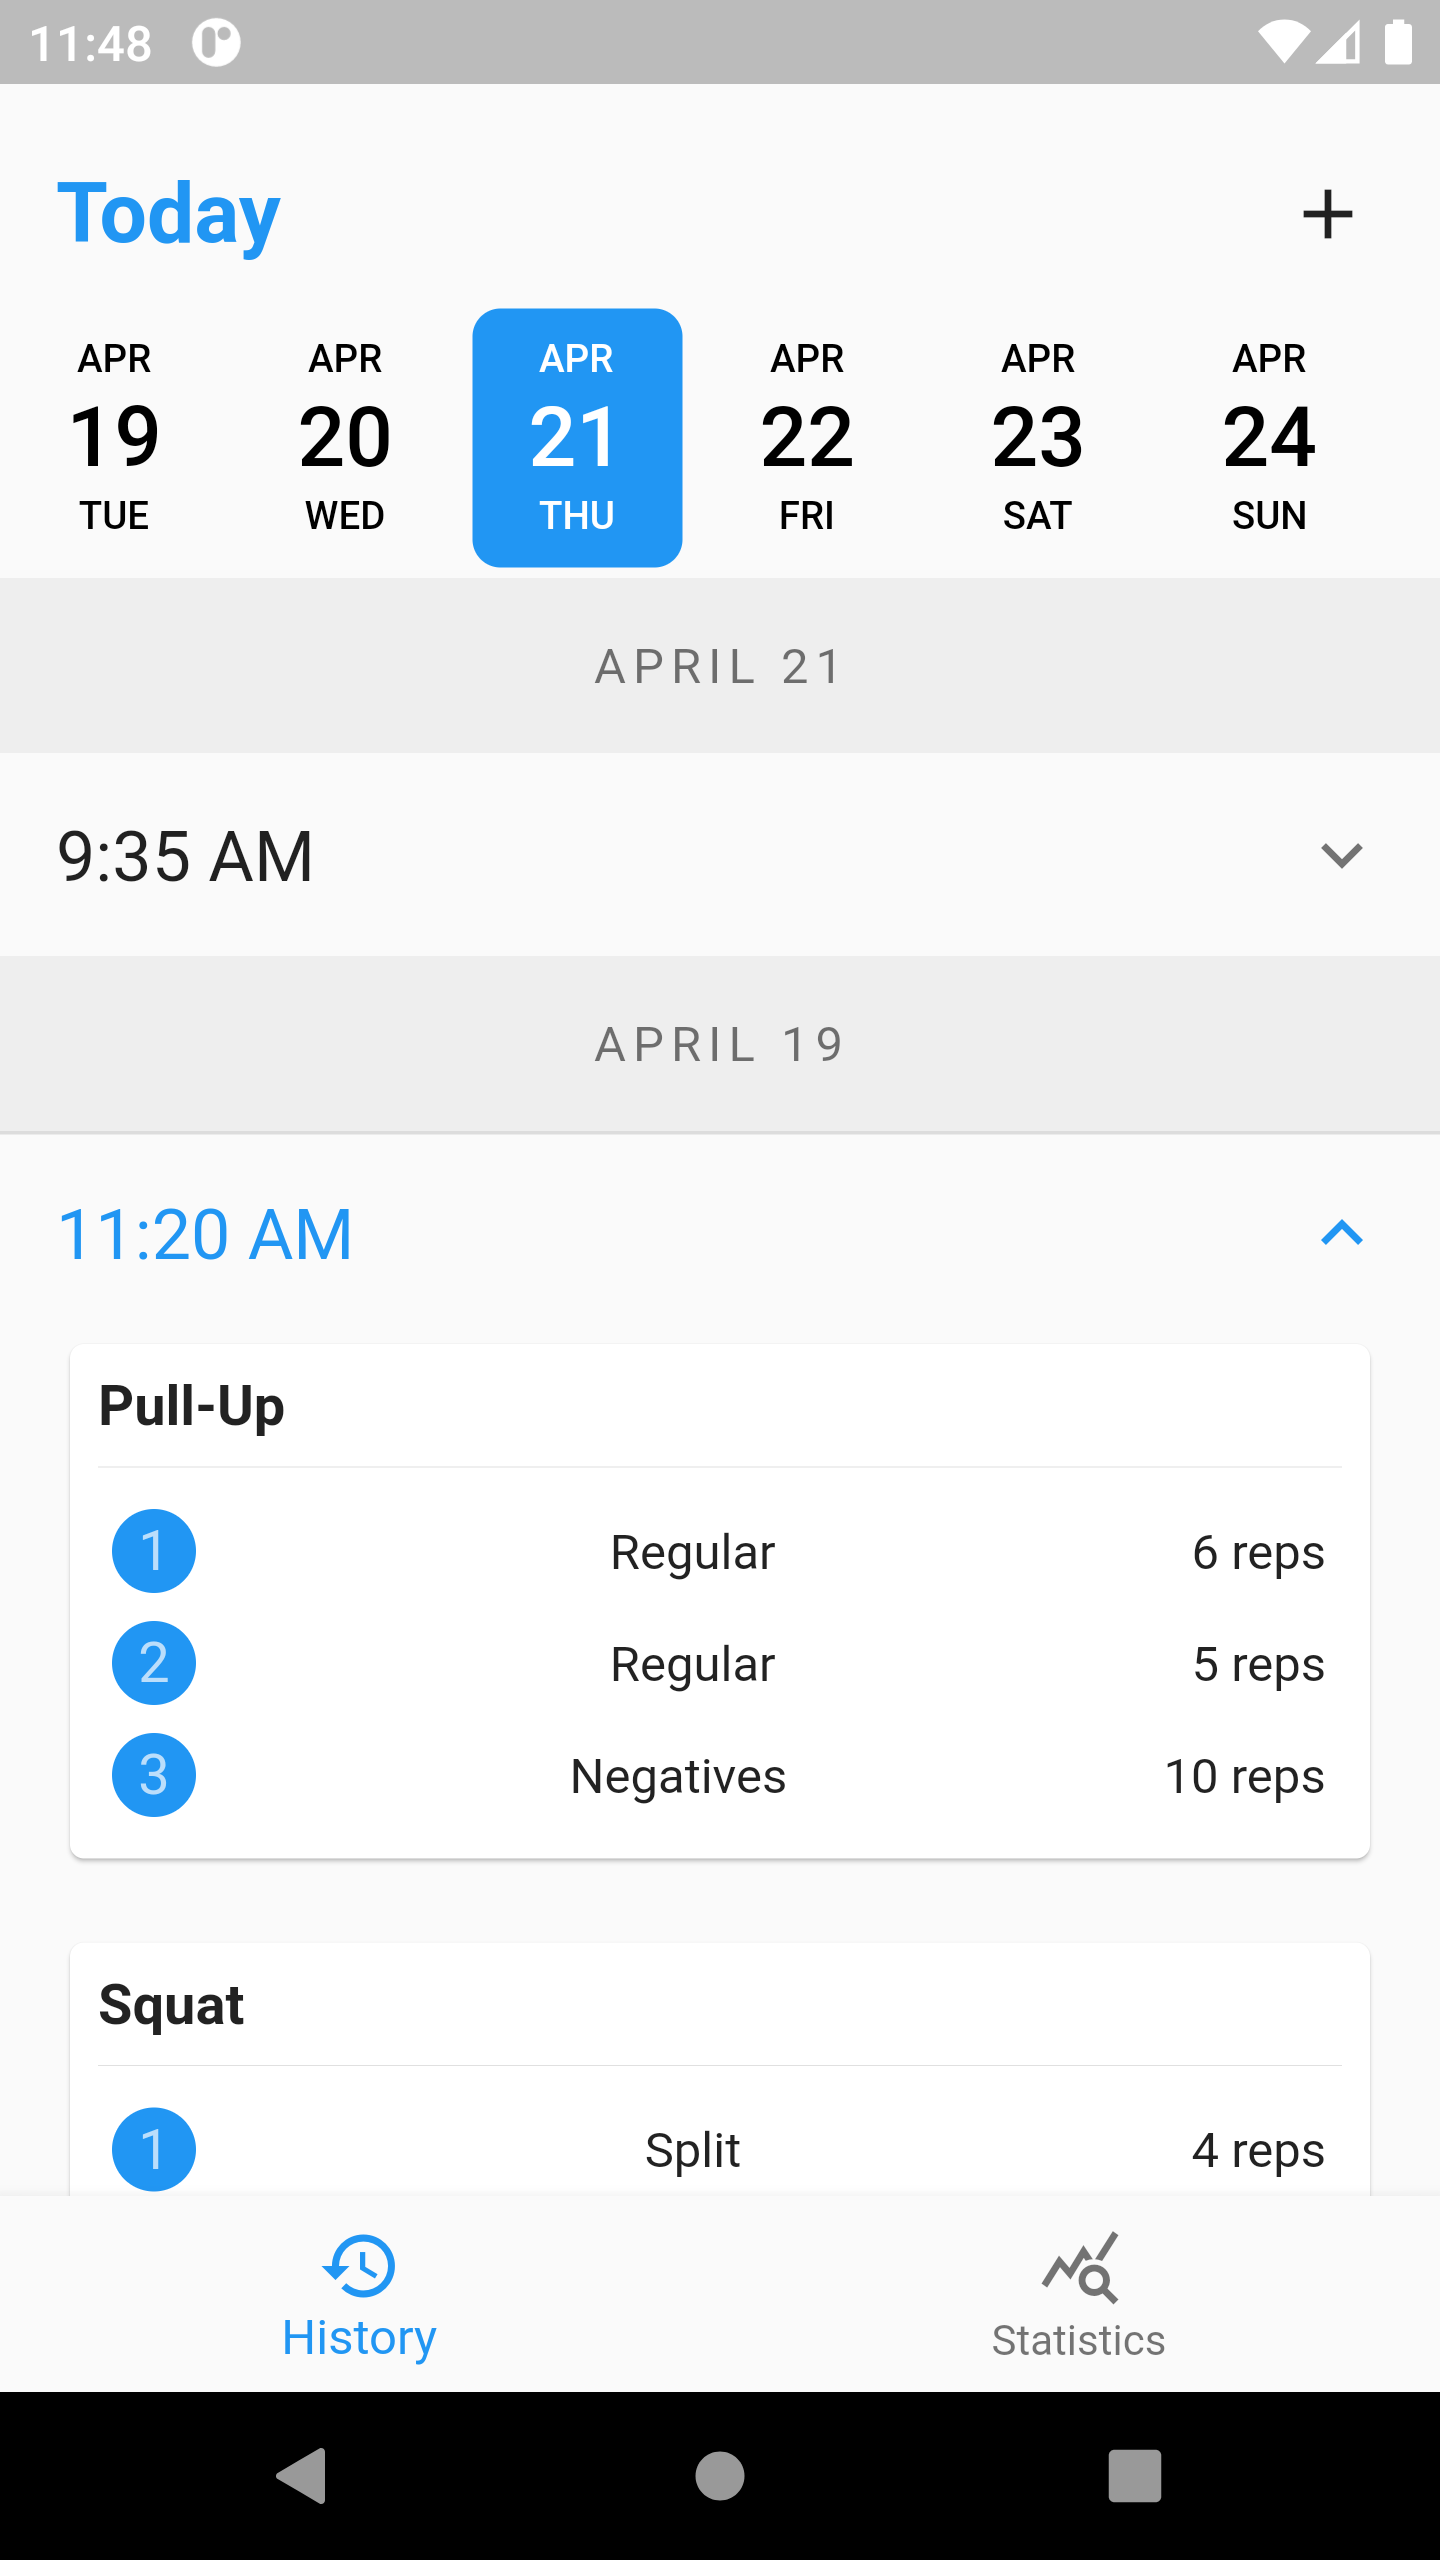 11:48
Today
APR APR APR APR APR APR
19 20 21 22 23 24
TUE WED THU FRI SAT SUN
APRIL 21
9:35 AM
APRIL 19
11:20 AM
Pull-Up
1 Regular 6 reps
2 Regular 5 reps
3 Negatives 10 reps
Squat
1 Split 4 reps
History Statistics